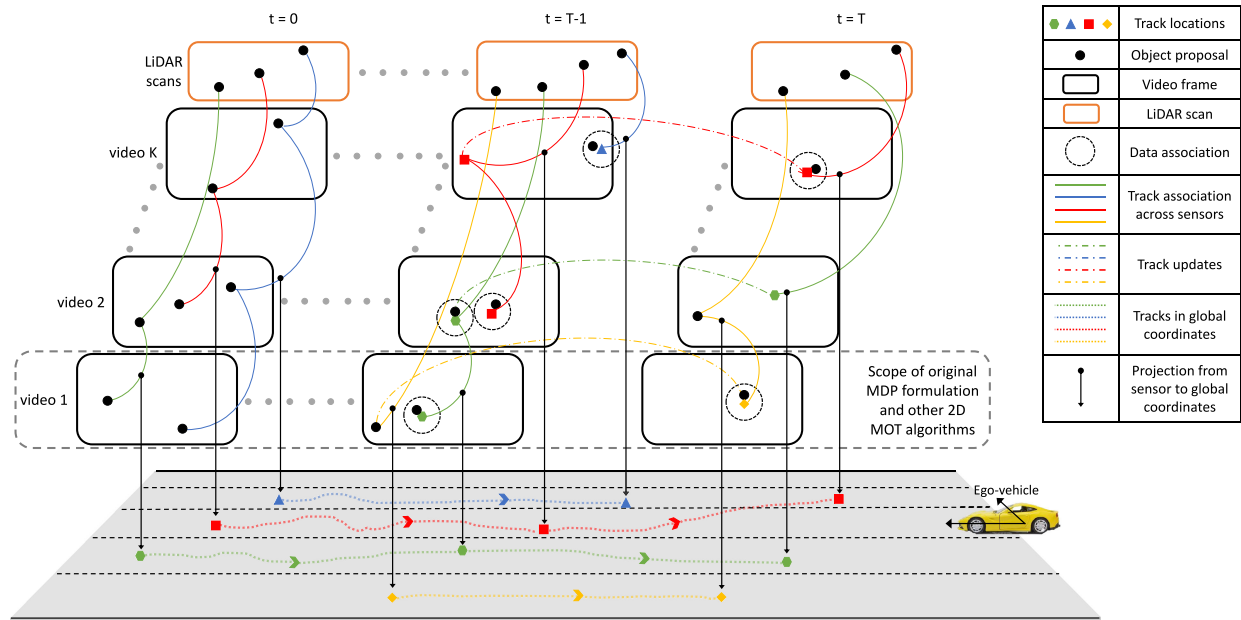 t = 0
t = T-1
t = T
LiDAR
scans
video K
video 2
video 1
Scope of original
MDP formulation
and other 2D
MOT algorithms
Ego-vehicle
Track locations
Object proposal
Video frame
LiDAR scan
Data association
Track association
across sensors
Track updates
Tracks in global
coordinates
Projection from
sensor to global
coordinates